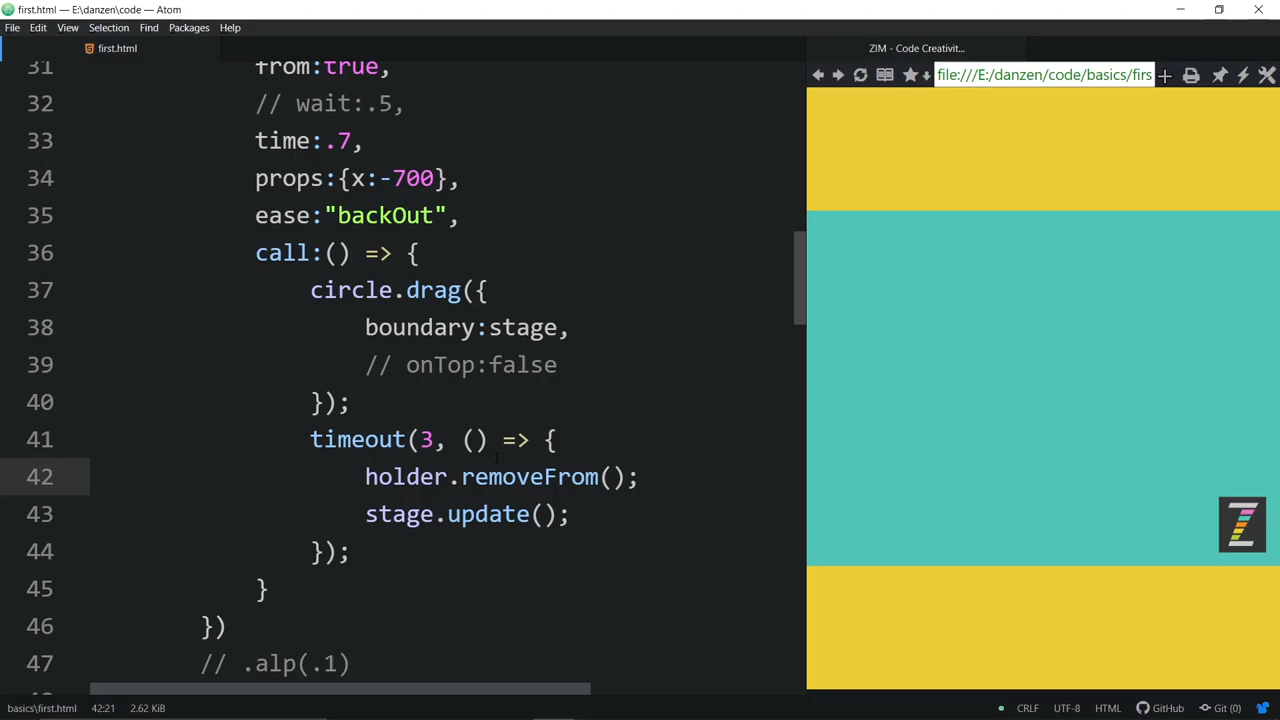 first.html — E:\danzen\code — Atom
File Edit View Selection Find Packages Help
first.html
ZIM - Code Creativit...
file:///E:/danzen/code/basics/firs
31 from:true,
32 // wait:.5,
33 time:.7,
34 props:{x:-700},
35 ease:"backOut",
36 call:() => {
37 circle.drag({
38 boundary:stage,
39 // onTop:false
40 });
41 timeout(3, () => {
42 holder.removeFrom();
43 stage.update();
44 });
45 }
46 })
47 // .alp(.1)
basics\first.html 42:21 2.62 KiB CRLF UTF-8 HTML GitHub Git (0)